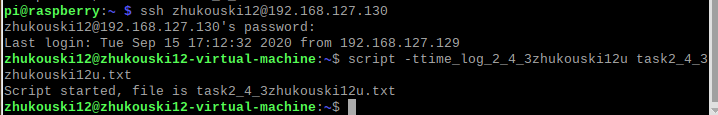 pi@raspberry:~ $ ssh zhukouski12@192.168.127.130
zhukouski12@192.168.127.130's password:
Last login: Tue Sep 15 17:12:32 2020 from 192.168.127.129
zhukouski12@zhukouski12-virtual-machine:~$ script -ttime_log_2_4_3zhukouski12u task2_4_3
zhukouski12u.txt
Script started, file is task2_4_3zhukouski12u.txt
zhukouski12@zhukouski12-virtual-machine:~$